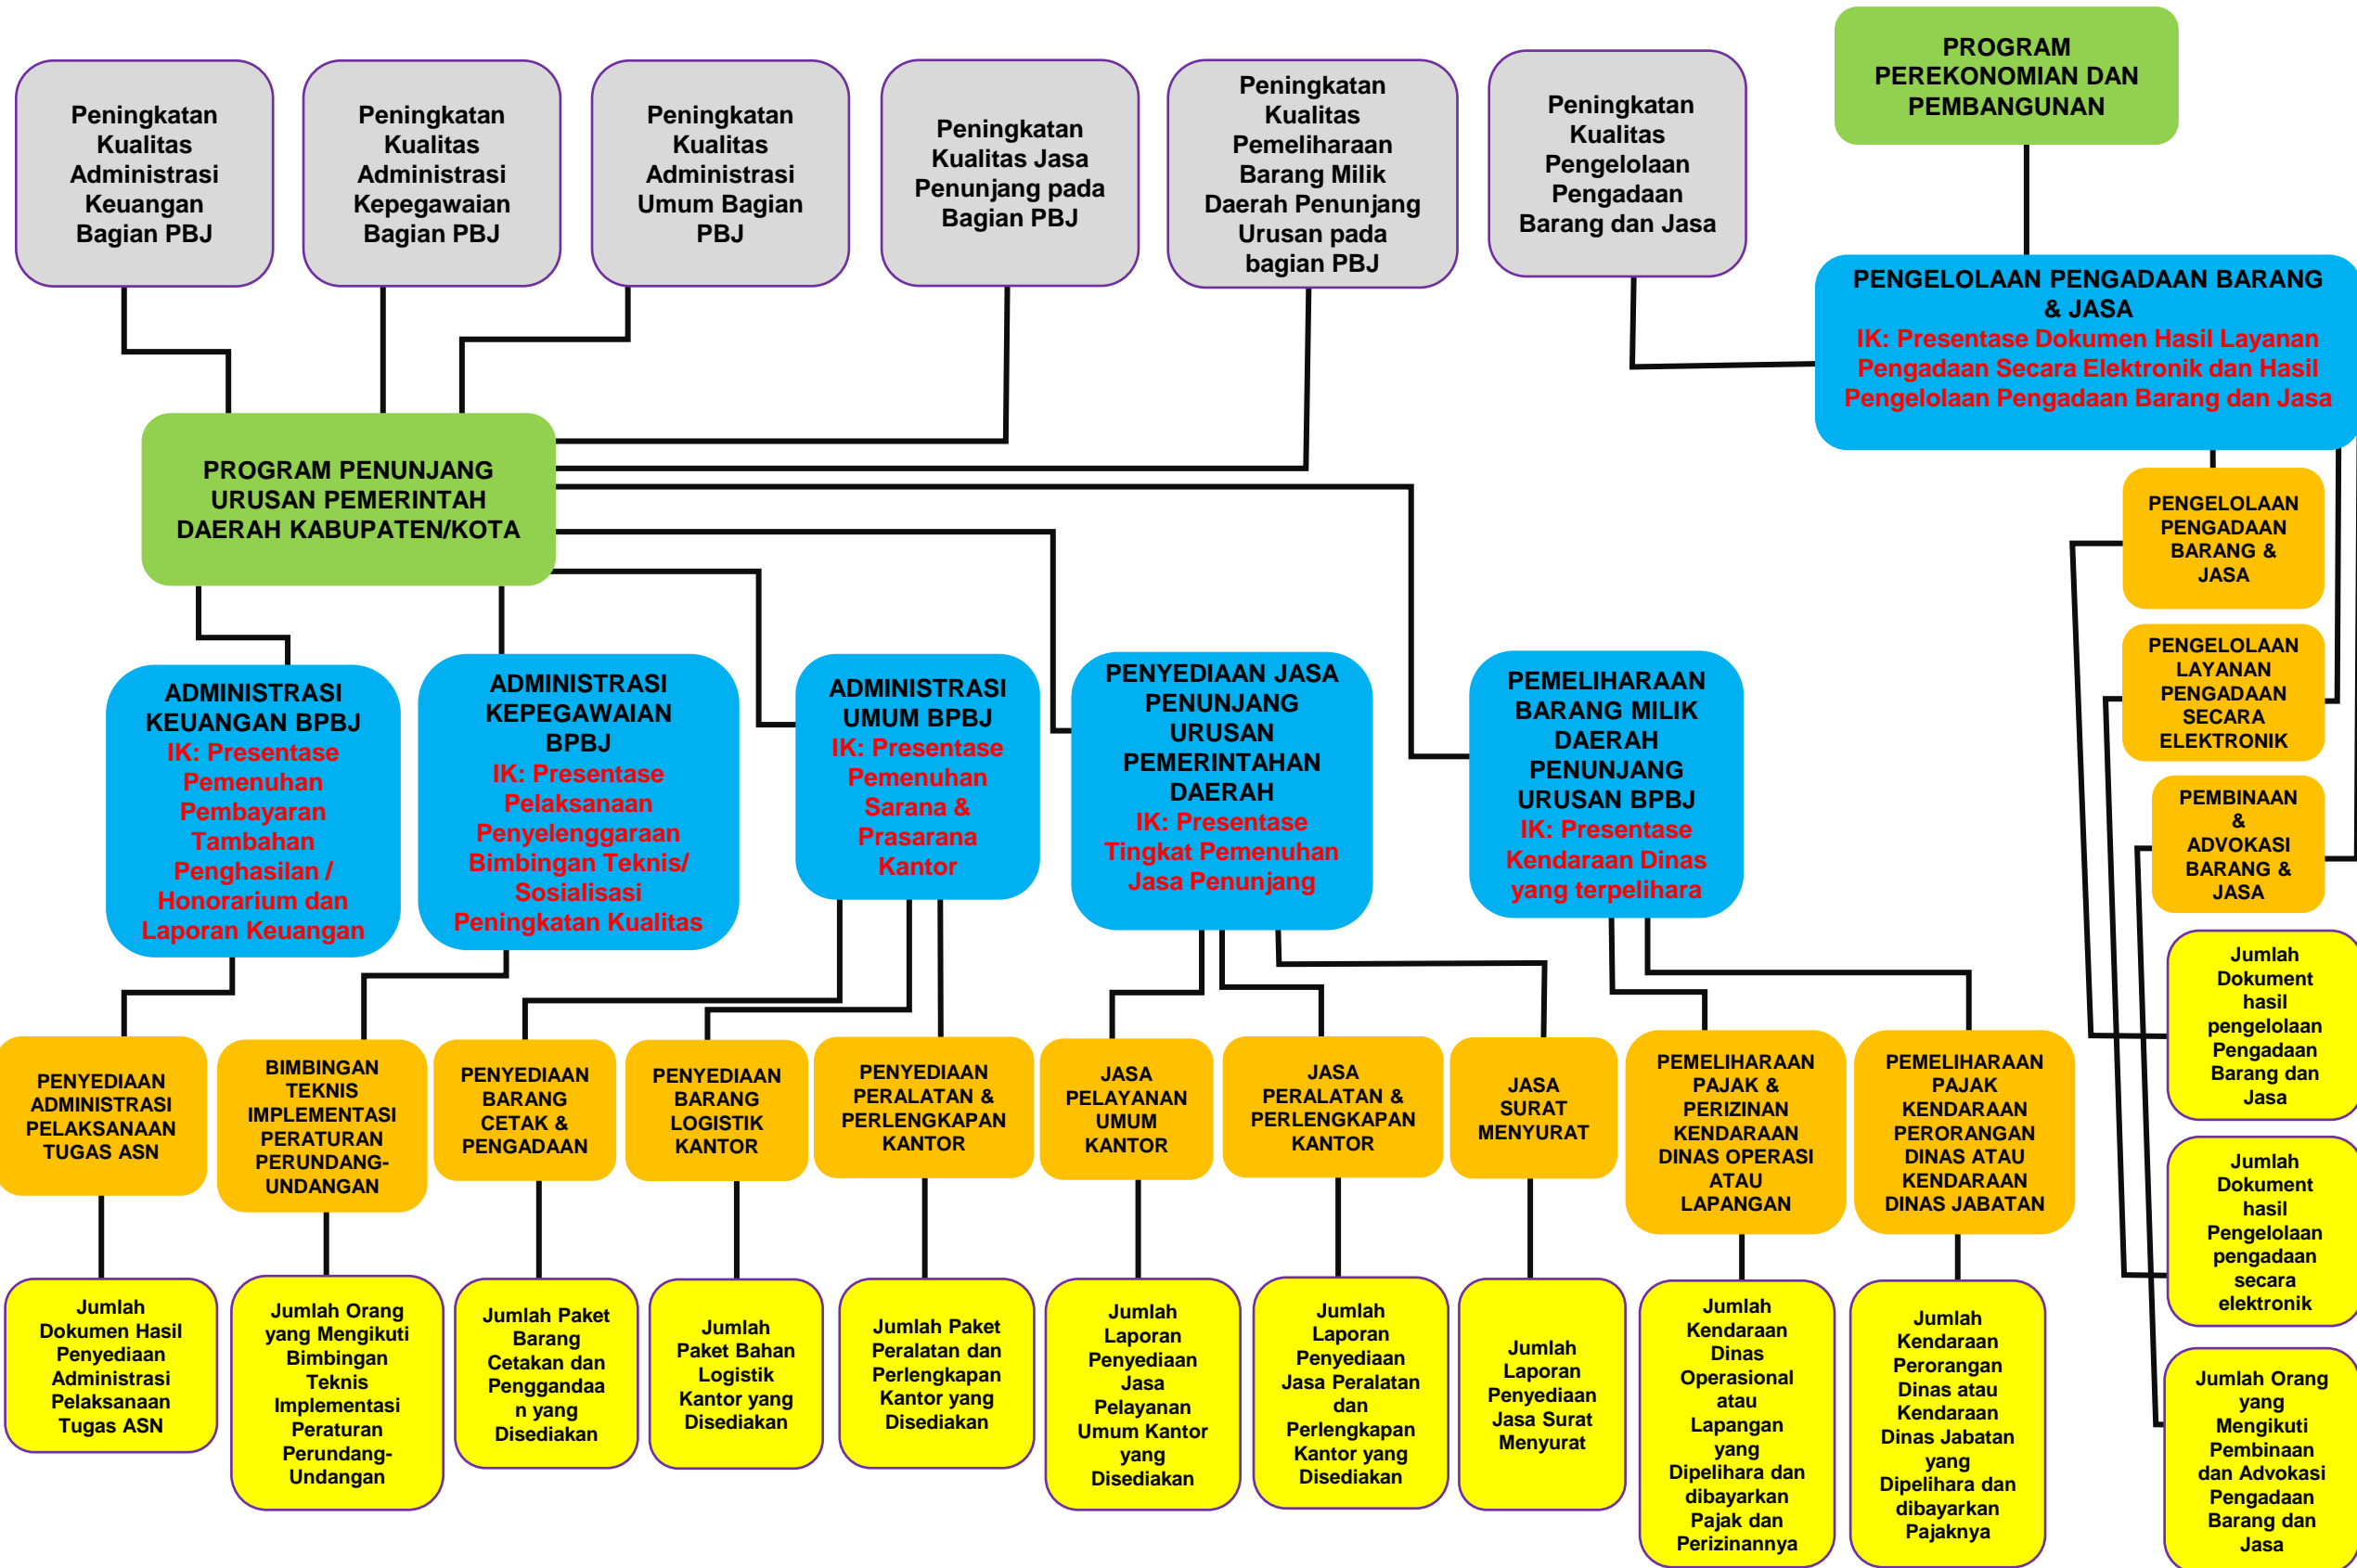 Peningkatan
Kualitas
Administrasi
Keuangan
Bagian PBJ
Peningkatan
Kualitas
Administrasi
Kepegawaian
Bagian PBJ
Peningkatan
Kualitas
Administrasi
Umum Bagian
PBJ
Peningkatan
Kualitas Jasa
Penunjang pada
Bagian PBJ
Peningkatan
Kualitas
Pemeliharaan
Barang Milik
Daerah Penunjang
Urusan pada
bagian PBJ
Peningkatan
Kualitas
Pengelolaan
Pengadaan
Barang dan Jasa
PROGRAM
PEREKONOMIAN DAN
PEMBANGUNAN
PENGELOLAAN PENGADAAN BARANG
& JASA
IK: Presentase Dokumen Hasil Layanan
Pengadaan Secara Elektronik dan Hasil
Pengelolaan Pengadaan Barang dan Jasa
PROGRAM PENUNJANG
URUSAN PEMERINTAH
DAERAH KABUPATEN/KOTA
PENGELOLAAN
PENGADAAN
BARANG &
JASA
PENGELOLAAN
LAYANAN
PENGADAAN
SECARA
ELEKTRONIK
PEMBINAAN
&
ADVOKASI
BARANG &
JASA
ADMINISTRASI
KEUANGAN BPBJ
IK: Presentase
Pemenuhan
Pembayaran
Tambahan
Penghasilan /
Honorarium dan
Laporan Keuangan
ADMINISTRASI
KEPEGAWAIAN
BPBJ
IK: Presentase
Pelaksanaan
Penyelenggaraan
Bimbingan Teknis/
Sosialisasi
Peningkatan Kualitas
ADMINISTRASI
UMUM BPBJ
IK: Presentase
Pemenuhan
Sarana &
Prasarana
Kantor
PENYEDIAAN JASA
PENUNJANG
URUSAN
PEMERINTAHAN
DAERAH
IK: Presentase
Tingkat Pemenuhan
Jasa Penunjang
PEMELIHARAAN
BARANG MILIK
DAERAH
PENUNJANG
URUSAN BPBJ
IK: Presentase
Kendaraan Dinas
yang terpelihara
PENYEDIAAN
ADMINISTRASI
PELAKSANAAN
TUGAS ASN
BIMBINGAN
TEKNIS
IMPLEMENTASI
PERATURAN
PERUNDANG-
UNDANGAN
PENYEDIAAN
BARANG
CETAK &
PENGADAAN
PENYEDIAAN
BARANG
LOGISTIK
KANTOR
PENYEDIAAN
PERALATAN &
PERLENGKAPAN
KANTOR
JASA
PELAYANAN
UMUM
KANTOR
JASA
PERALATAN &
PERLENGKAPAN
KANTOR
JASA
SURAT
MENYURAT
PEMELIHARAAN
PAJAK &
PERIZINAN
KENDARAAN
DINAS OPERASI
ATAU
LAPANGAN
PEMELIHARAAN
PAJAK
KENDARAAN
PERORANGAN
DINAS ATAU
KENDARAAN
DINAS JABATAN
Jumlah
Dokument
hasil
pengelolaan
Pengadaan
Barang dan
Jasa
Jumlah
Dokument
hasil
Pengelolaan
pengadaan
secara
elektronik
Jumlah Orang
yang
Mengikuti
Pembinaan
dan Advokasi
Pengadaan
Barang dan
Jasa
Jumlah
Dokumen Hasil
Penyediaan
Administrasi
Pelaksanaan
Tugas ASN
Jumlah Orang
yang Mengikuti
Bimbingan
Teknis
Implementasi
Peraturan
Perundang-
Undangan
Jumlah Paket
Barang
Cetakan dan
Penggandaa
n yang
Disediakan
Jumlah
Paket Bahan
Logistik
Kantor yang
Disediakan
Jumlah Paket
Peralatan dan
Perlengkapan
Kantor yang
Disediakan
Jumlah
Laporan
Penyediaan
Jasa
Pelayanan
Umum Kantor
yang
Disediakan
Jumlah
Laporan
Penyediaan
Jasa Peralatan
dan
Perlengkapan
Kantor yang
Disediakan
Jumlah
Laporan
Penyediaan
Jasa Surat
Menyurat
Jumlah
Kendaraan
Dinas
Operasional
atau
Lapangan
yang
Dipelihara dan
dibayarkan
Pajak dan
Perizinannya
Jumlah
Kendaraan
Perorangan
Dinas atau
Kendaraan
Dinas Jabatan
yang
Dipelihara dan
dibayarkan
Pajaknya